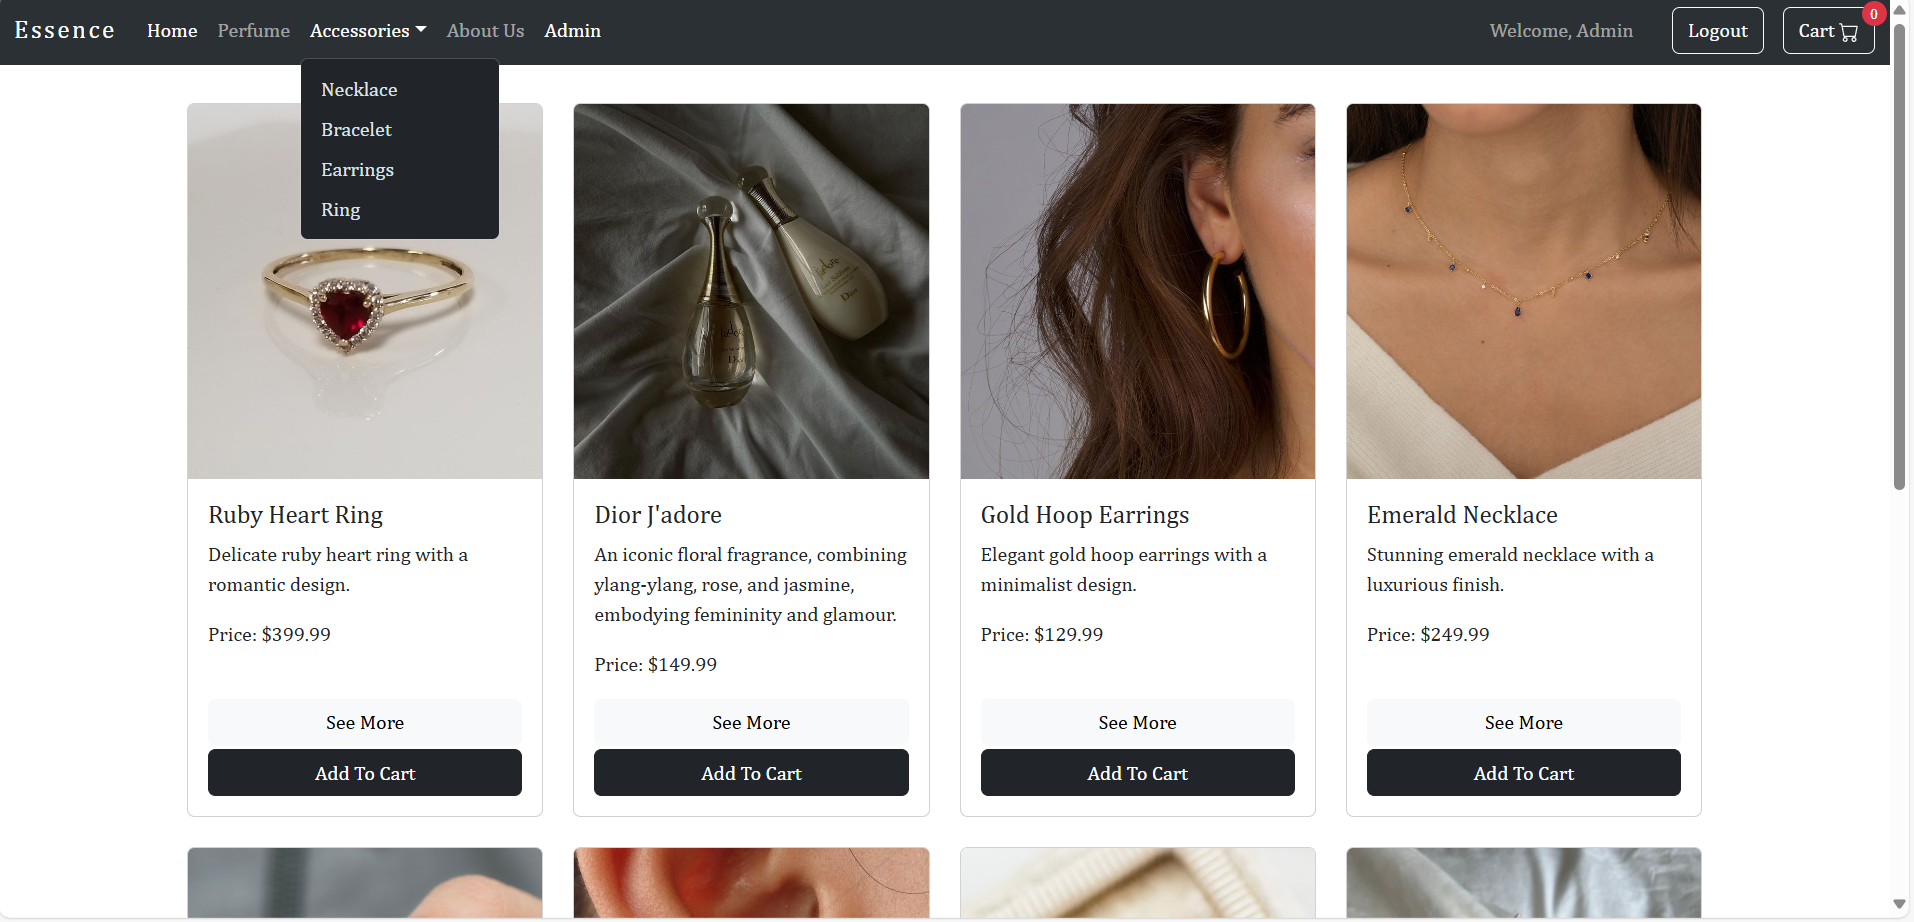 Essence Home Perfume Accessories About Us Admin Welcome, Admin Logout Cart 0
Necklace
Bracelet
Earrings
Ring
J'adore
Dior
J'adore
Dior
Ruby Heart Ring
Delicate ruby heart ring with a
romantic design.
Price: $399.99
See More
Add To Cart
Dior J'adore
An iconic floral fragrance, combining
ylang-ylang, rose, and jasmine,
embodying femininity and glamour.
Price: $149.99
See More
Add To Cart
Gold Hoop Earrings
Elegant gold hoop earrings with a
minimalist design.
Price: $129.99
See More
Add To Cart
Emerald Necklace
Stunning emerald necklace with a
luxurious finish.
Price: $249.99
See More
Add To Cart